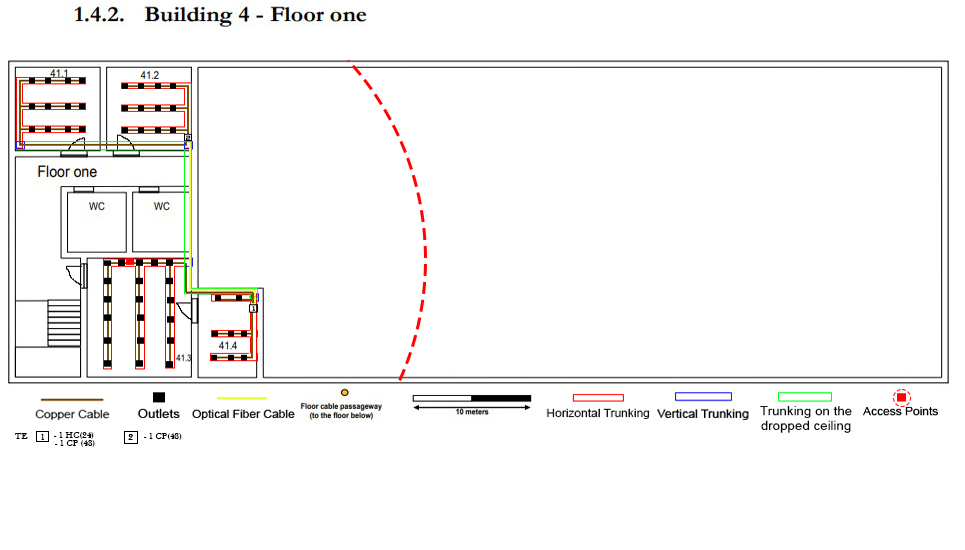 1.4.2. Building 4 - Floor one
41.1
41.2
2
Floor one
WC WC
1
41.4
41.3
Copper Cable
Outlets
Optical Fiber Cable
Floor cable passageway
(to the floor below)
10 meters
Horizontal Trunking
Vertical Trunking
Trunking on the
dropped ceiling
Access Points
TE 1 - 1 HC(24)
- 1 CP (48)
2 - 1 CP(48)